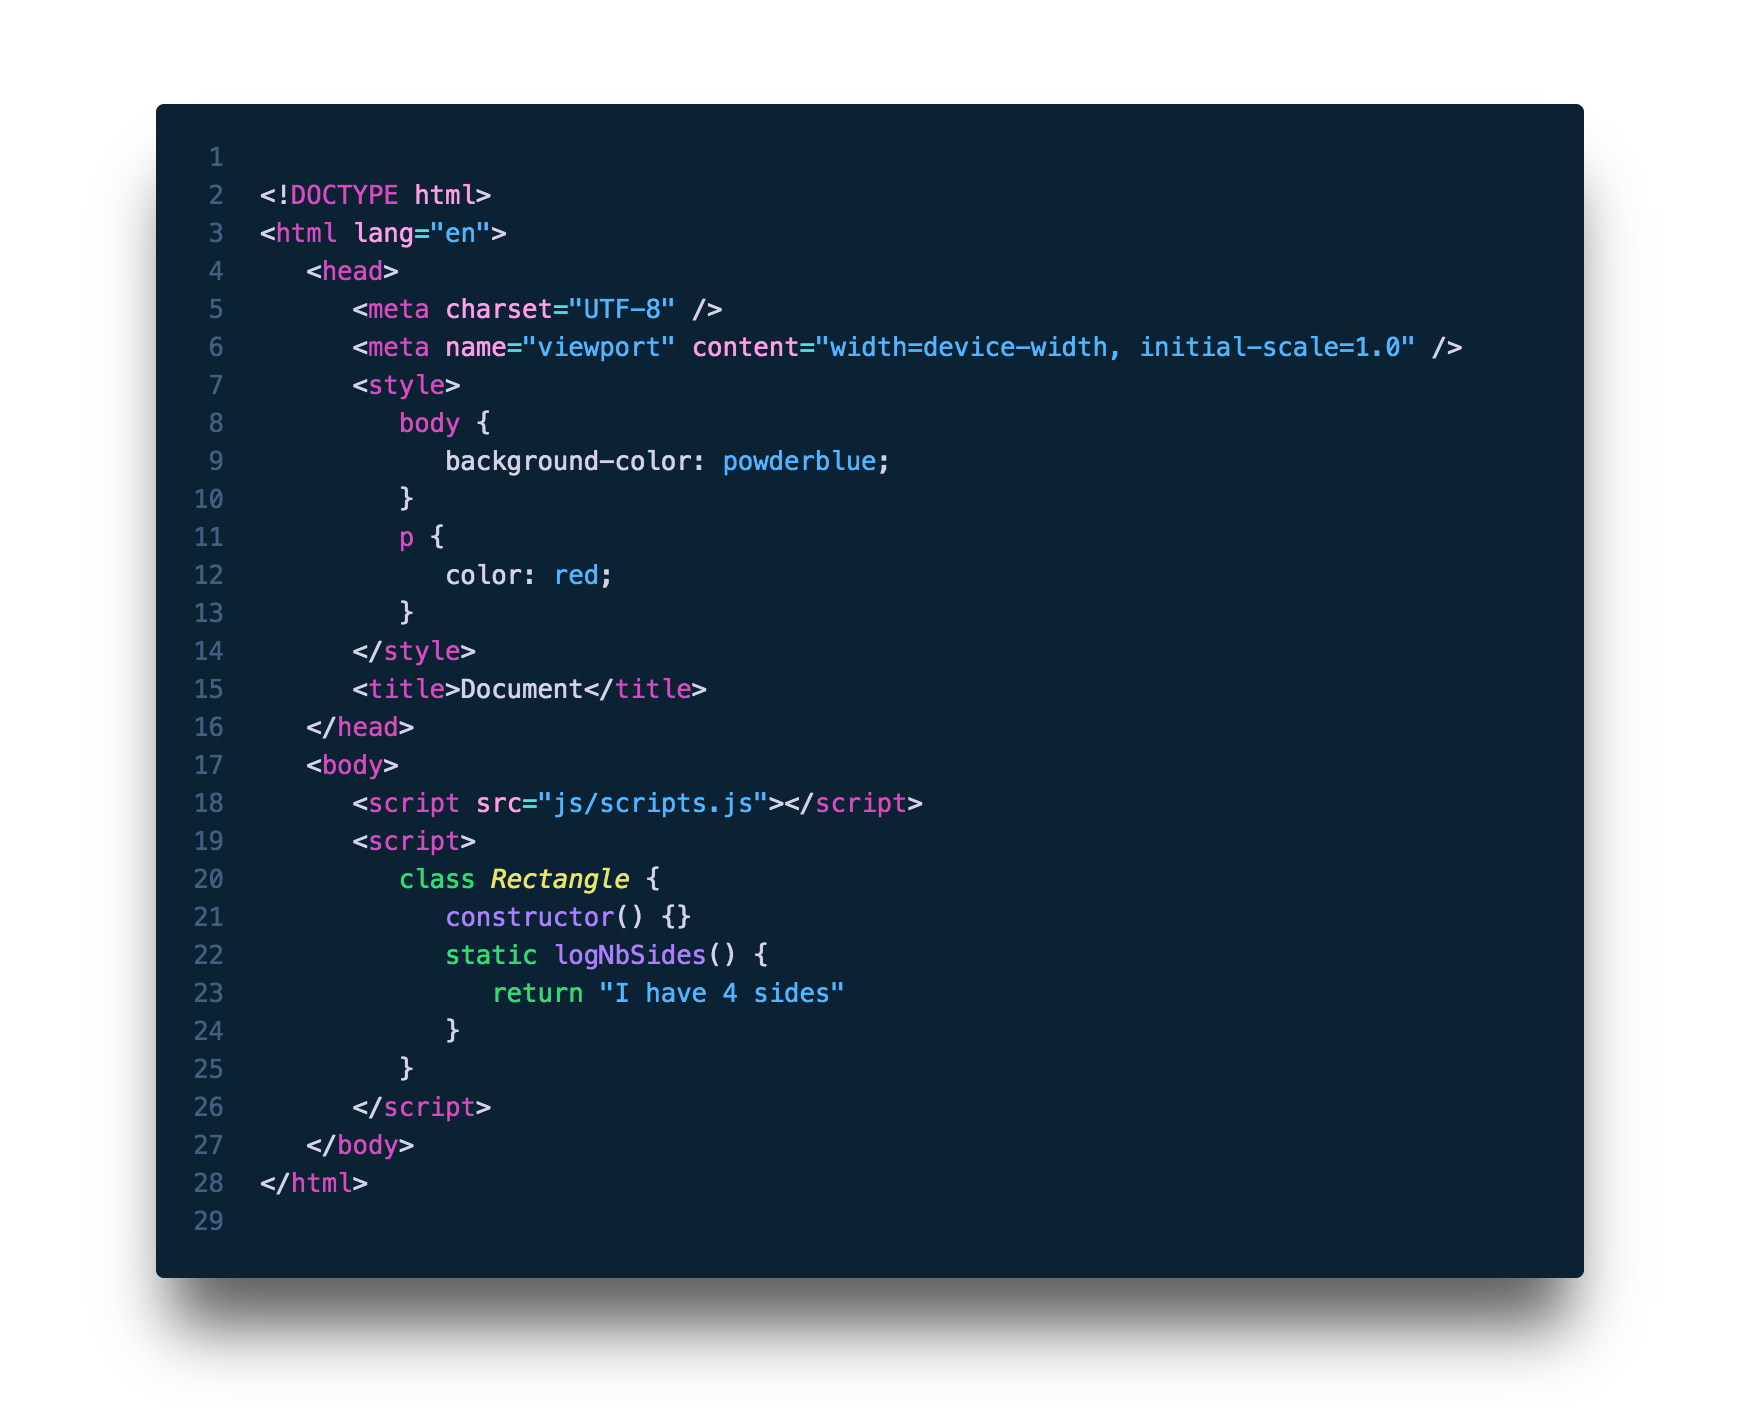 1
2 <!DOCTYPE html>
3 <html lang="en">
4    <head>
5       <meta charset="UTF-8" />
6       <meta name="viewport" content="width=device-width, initial-scale=1.0" />
7       <style>
8          body {
9             background-color: powderblue;
10          }
11          p {
12             color: red;
13          }
14       </style>
15       <title>Document</title>
16    </head>
17    <body>
18       <script src="js/scripts.js"></script>
19       <script>
20          class Rectangle {
21             constructor() {}
22             static logNbSides() {
23                return "I have 4 sides"
24             }
25          }
26       </script>
27    </body>
28 </html>
29